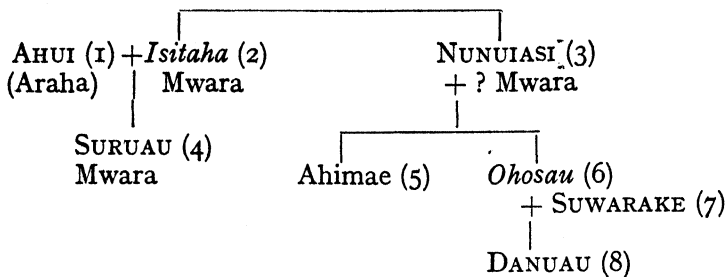 AHUI (1) + Isitaha (2) NUNUIASI (3)
(Araha) Mwara + ? Mwara
SURUAU (4)
Mwara Ahimae (5) Ohosau (6)
+ SUWARAKE (7)
DANUAU (8)